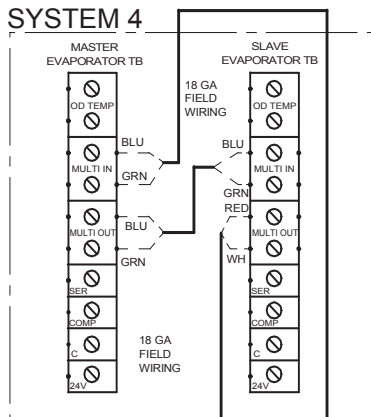 SYSTEM 4
MASTER
EVAPORATOR TB
SLAVE
EVAPORATOR TB
18 GA
FIELD
WIRING
OD TEMP
OD TEMP
BLU
BLU
MULTI IN
MULTI IN
GRN
GRN
RED
MULTI OUT
BLU
MULTI OUT
GRN
WH
SER
SER
COMP
COMP
18 GA
FIELD
WIRING
C
C
24V
24V